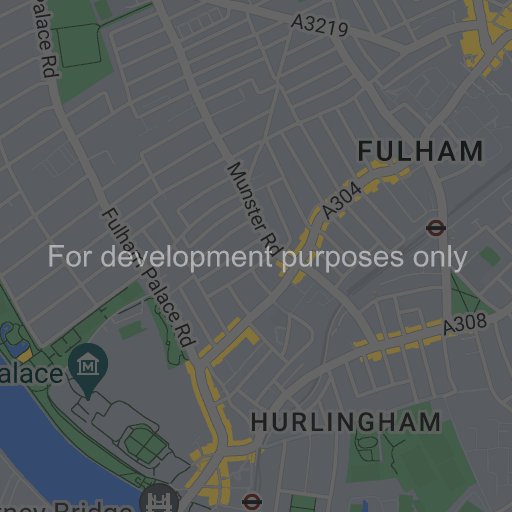 A3219
Palace Rd
FULHAM
Munster Rd
A304
Fulham Palace Rd
For development purposes only
A308
alace
HURLINGHAM
ney Bridge